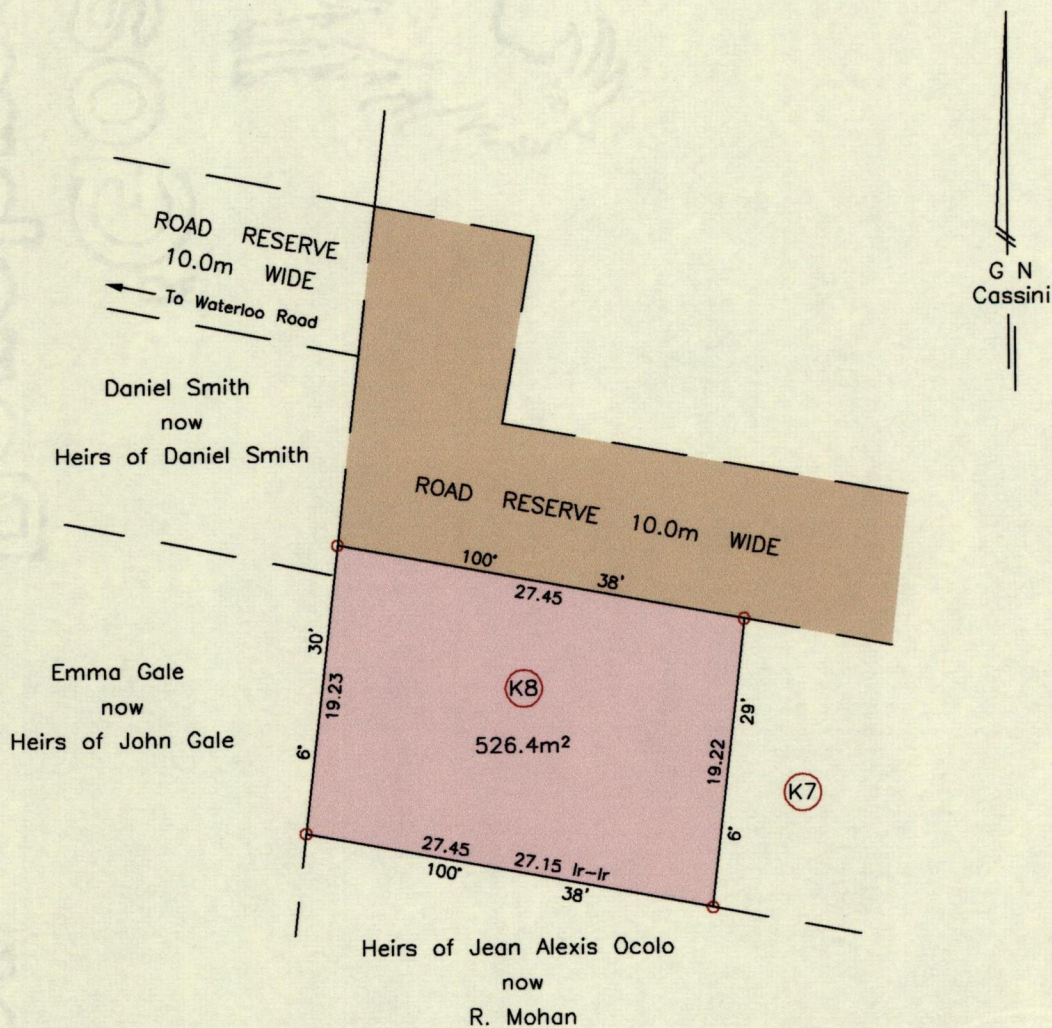 ROAD RESERVE
10.0m WIDE
To Waterloo Road
G N
Cassini
Daniel Smith
now
Heirs of Daniel Smith
ROAD RESERVE 10.0m WIDE
100° 38'
27.45
Emma Gale
now
Heirs of John Gale
6° 30'
19.23
K8
526.4m²
6° 29'
19.22
K7
27.45 27.15 Ir-Ir
100° 38'
Heirs of Jean Alexis Ocolo
now
R. Mohan